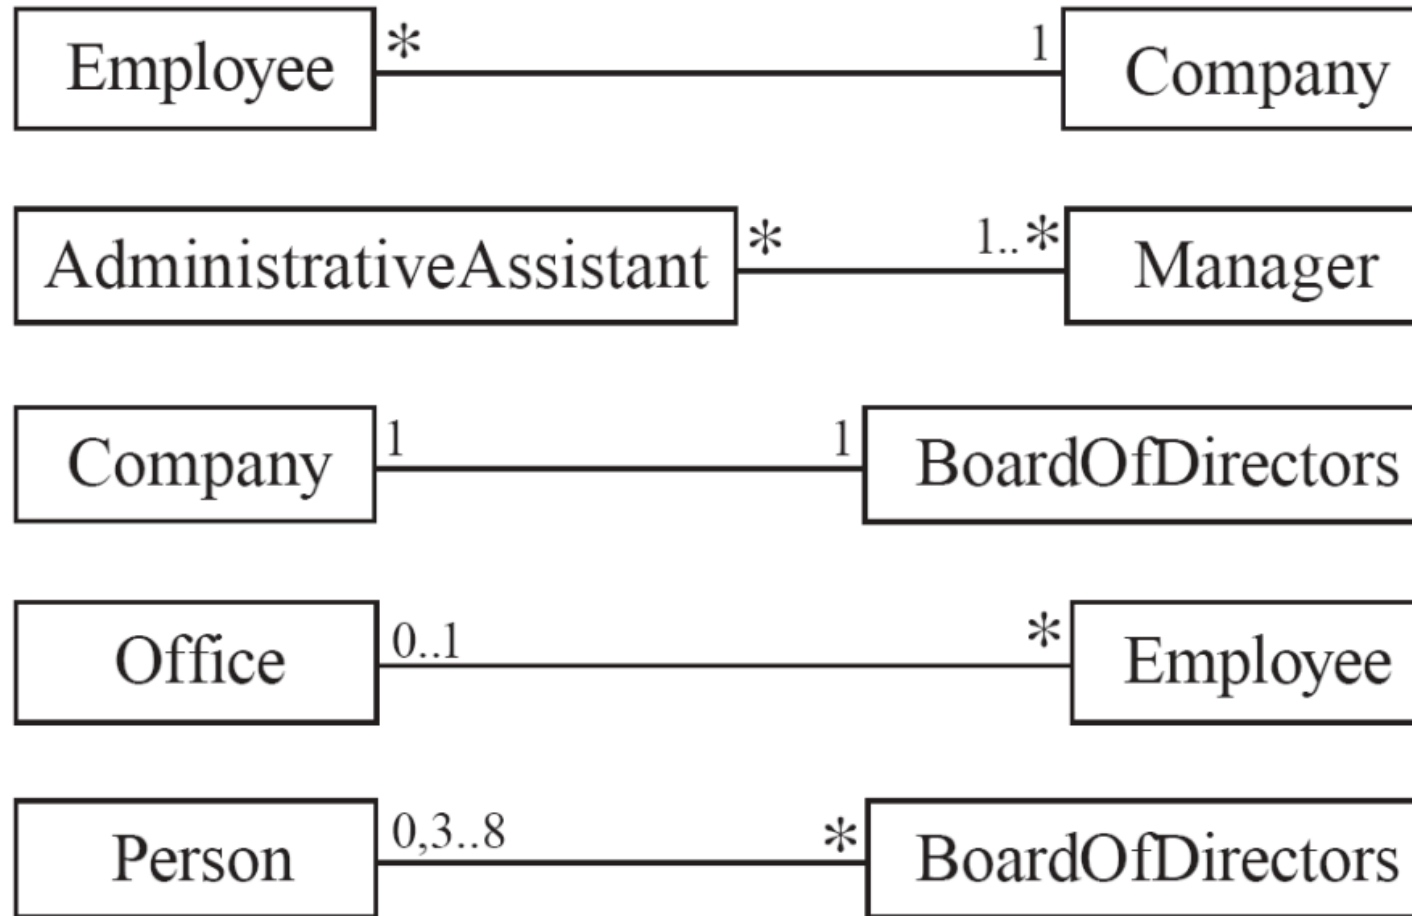 Employee * 1 Company
AdministrativeAssistant * 1..* Manager
Company 1 1 BoardOfDirectors
Office 0..1 * Employee
Person 0,3..8 * BoardOfDirectors